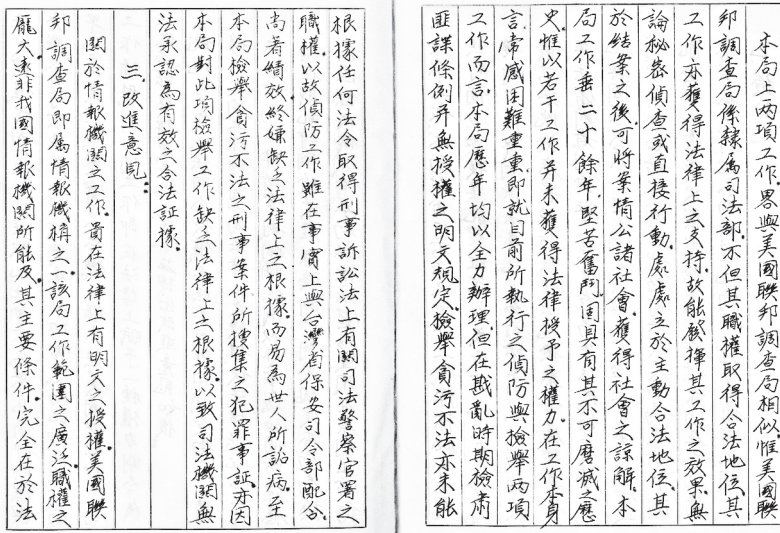 本局上兩項工作畧與美國聯邦調查局相似惟美國聯
邦調查局係隸屬司法部不但其職權取得合法地位其
工作亦獲得法律上之支持故能發揮其工作之效果無
論秘密偵查或直接行動處處立於主動合法地位其
於結案之後可將案情公諸社會獲得社會之諒解本
局工作垂二十餘年堅苦奮鬥固具有其不可磨滅之歷
史惟以若干工作并未獲得法律授予之權力在工作本身
言常感困難重重即就目前所執行之偵防與檢舉兩項
工作而言本局歷年均以全力辦理但在戡亂時期檢肅
匪諜條例并無授權之明文規定檢舉貪污不法亦未能
根據任何法令取得刑事訴訟法上有關司法警察官署之
職權以故偵防工作雖在事實上與台灣省保安司令部配合
尚著績效終嫌缺乏法律上之根據而易為世人所詬病至
本局檢舉貪污不法之刑事案件所搜集之犯罪事証亦因
本局對此項檢舉工作缺乏法律上之根據以致司法機關無
法承認為有效之合法証據
三、改進意見：
關於情報機關之工作貴在法律上有明文之授權美國聯
邦調查局即屬情報機構之一該局工作範圍之廣泛職權之
龐大遠非我國情報機關所能及其主要條件完全在於法